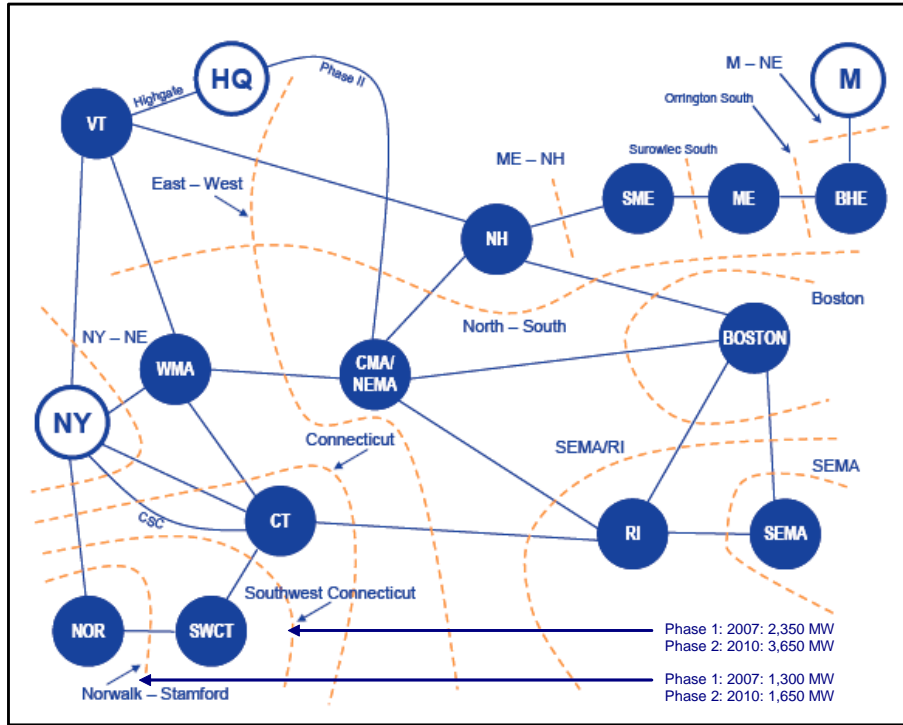 HQ
Phase II
M – NE
M
Highgate
Orrington South
VT
Surowiec South
ME – NH
East – West
SME
ME
BHE
NH
Boston
North – South
NY – NE
BOSTON
WMA
CMA/
NEMA
NY
Connecticut
SEMA/RI
SEMA
CSC
CT
RI
SEMA
Southwest Connecticut
NOR
SWCT
Phase 1: 2007: 2,350 MW
Phase 2: 2010: 3,650 MW
Norwalk – Stamford
Phase 1: 2007: 1,300 MW
Phase 2: 2010: 1,650 MW